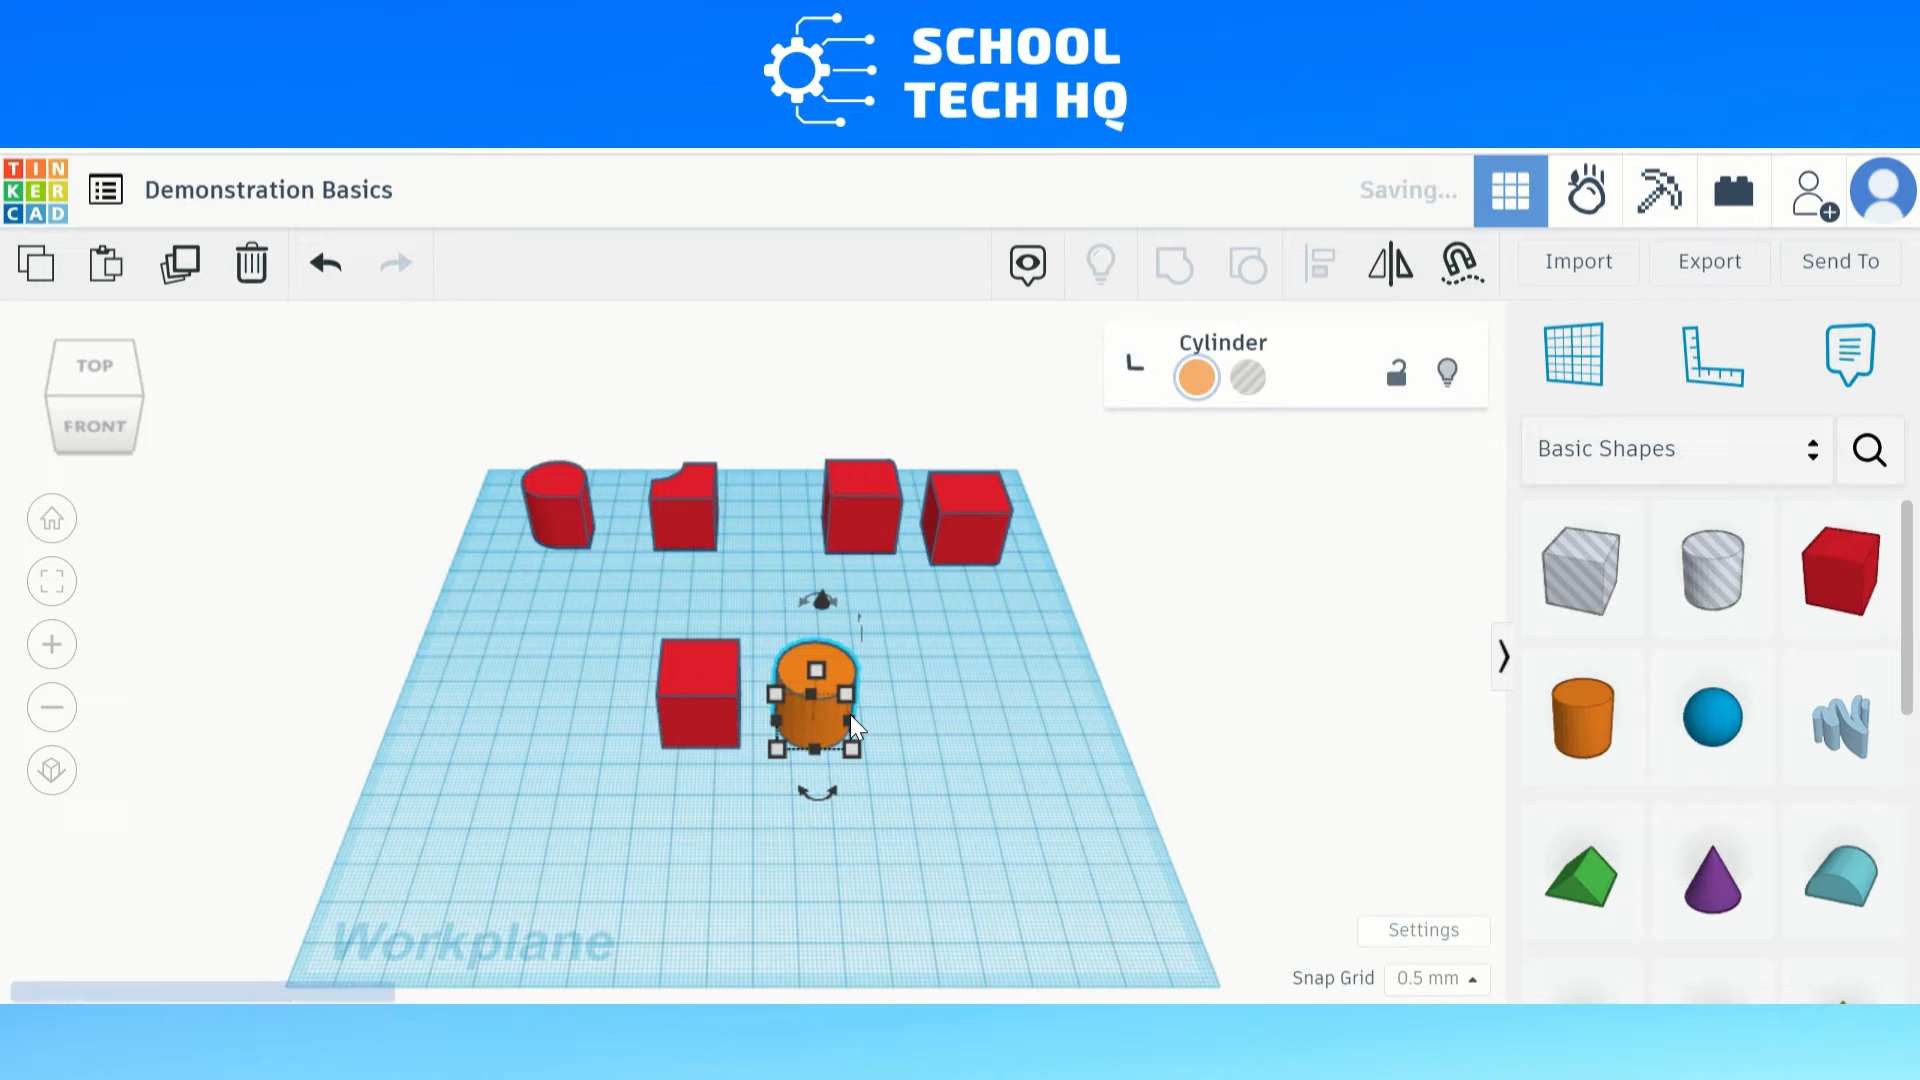 SCHOOL
TECH HQ
TIN
KER
CAD
Demonstration Basics
Saving...
Import
Export
Send To
TOP
FRONT
Cylinder
Basic Shapes
Workplane
Settings
Snap Grid
0.5 mm